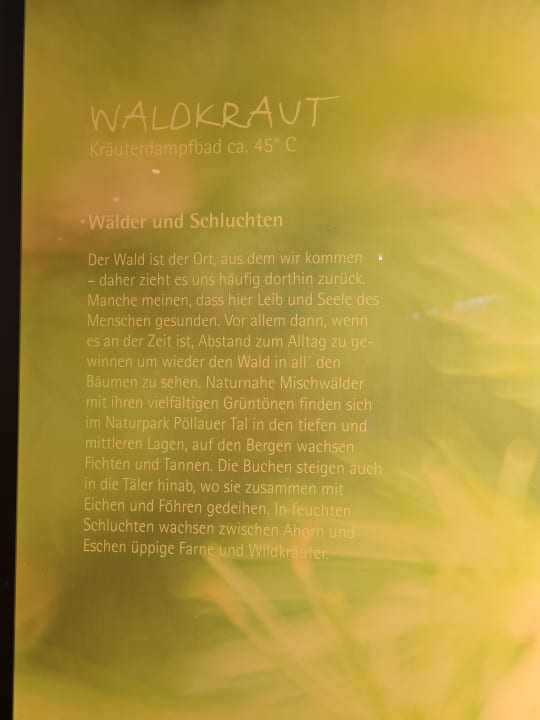 WALDKRAUT
Kräuterdampfbad ca. 45° C
Wälder und Schluchten
Der Wald ist der Ort, aus dem wir kommen
– daher zieht es uns häufig dorthin zurück.
Manche meinen, dass hier Leib und Seele des
Menschen gesunden. Vor allem dann, wenn
es an der Zeit ist, Abstand zum Alltag zu ge-
winnen um wieder den Wald in all´ den
Bäumen zu sehen. Naturnahe Mischwälder
mit ihren vielfältigen Grüntönen finden sich
im Naturpark Pöllauer Tal in den tiefen und
mittleren Lagen, auf den Bergen wachsen
Fichten und Tannen. Die Buchen steigen auch
in die Täler hinab, wo sie zusammen mit
Eichen und Föhren gedeihen. In feuchten
Schluchten wachsen zwischen Ahorn und
Eschen üppige Farne und Wildkräuter.